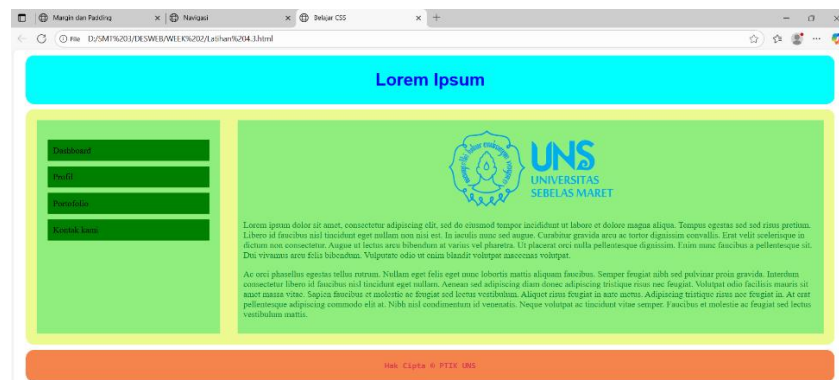 Margin dan Padding
Navigasi
Belajar CSS
File D:/SMT%203/DESWEB/WEEK%202/Latihan%204.3.html
Lorem Ipsum
Dashboard
Profil
Portofolio
Kontak kami
UNS
UNIVERSITAS
SEBELAS MARET
Lorem ipsum dolor sit amet, consectetur adipiscing elit, sed do eiusmod tempor incididunt ut labore et dolore magna aliqua. Tempus egestas sed sed risus pretium.
Libero id faucibus nisl tincidunt eget nullam non nisi est. In iaculis nunc sed augue. Curabitur gravida arcu ac tortor dignissim convallis. Erat velit scelerisque in
dictum non consectetur. Augue ut lectus arcu bibendum at varius vel pharetra. Ut placerat orci nulla pellentesque dignissim. Enim nunc faucibus a pellentesque sit.
Dui vivamus arcu felis bibendum. Vulputate odio ut enim blandit volutpat maecenas volutpat.
Ac orci phasellus egestas tellus rutrum. Nullam eget felis eget nunc lobortis mattis aliquam faucibus. Semper feugiat nibh sed pulvinar proin gravida. Interdum
consectetur libero id faucibus nisl tincidunt eget nullam. Aenean sed adipiscing diam donec adipiscing tristique risus nec feugiat. Volutpat odio facilisis mauris sit
amet massa vitae. Sapien faucibus et molestie ac feugiat sed lectus vestibulum. Aliquet risus feugiat in ante metus. Adipiscing tristique risus nec feugiat in. At erat
pellentesque adipiscing commodo elit at. Nibh nisl condimentum id venenatis. Neque volutpat ac tincidunt vitae semper. Faucibus et molestie ac feugiat sed lectus
vestibulum mattis.
Hak Cipta © PTIK UNS